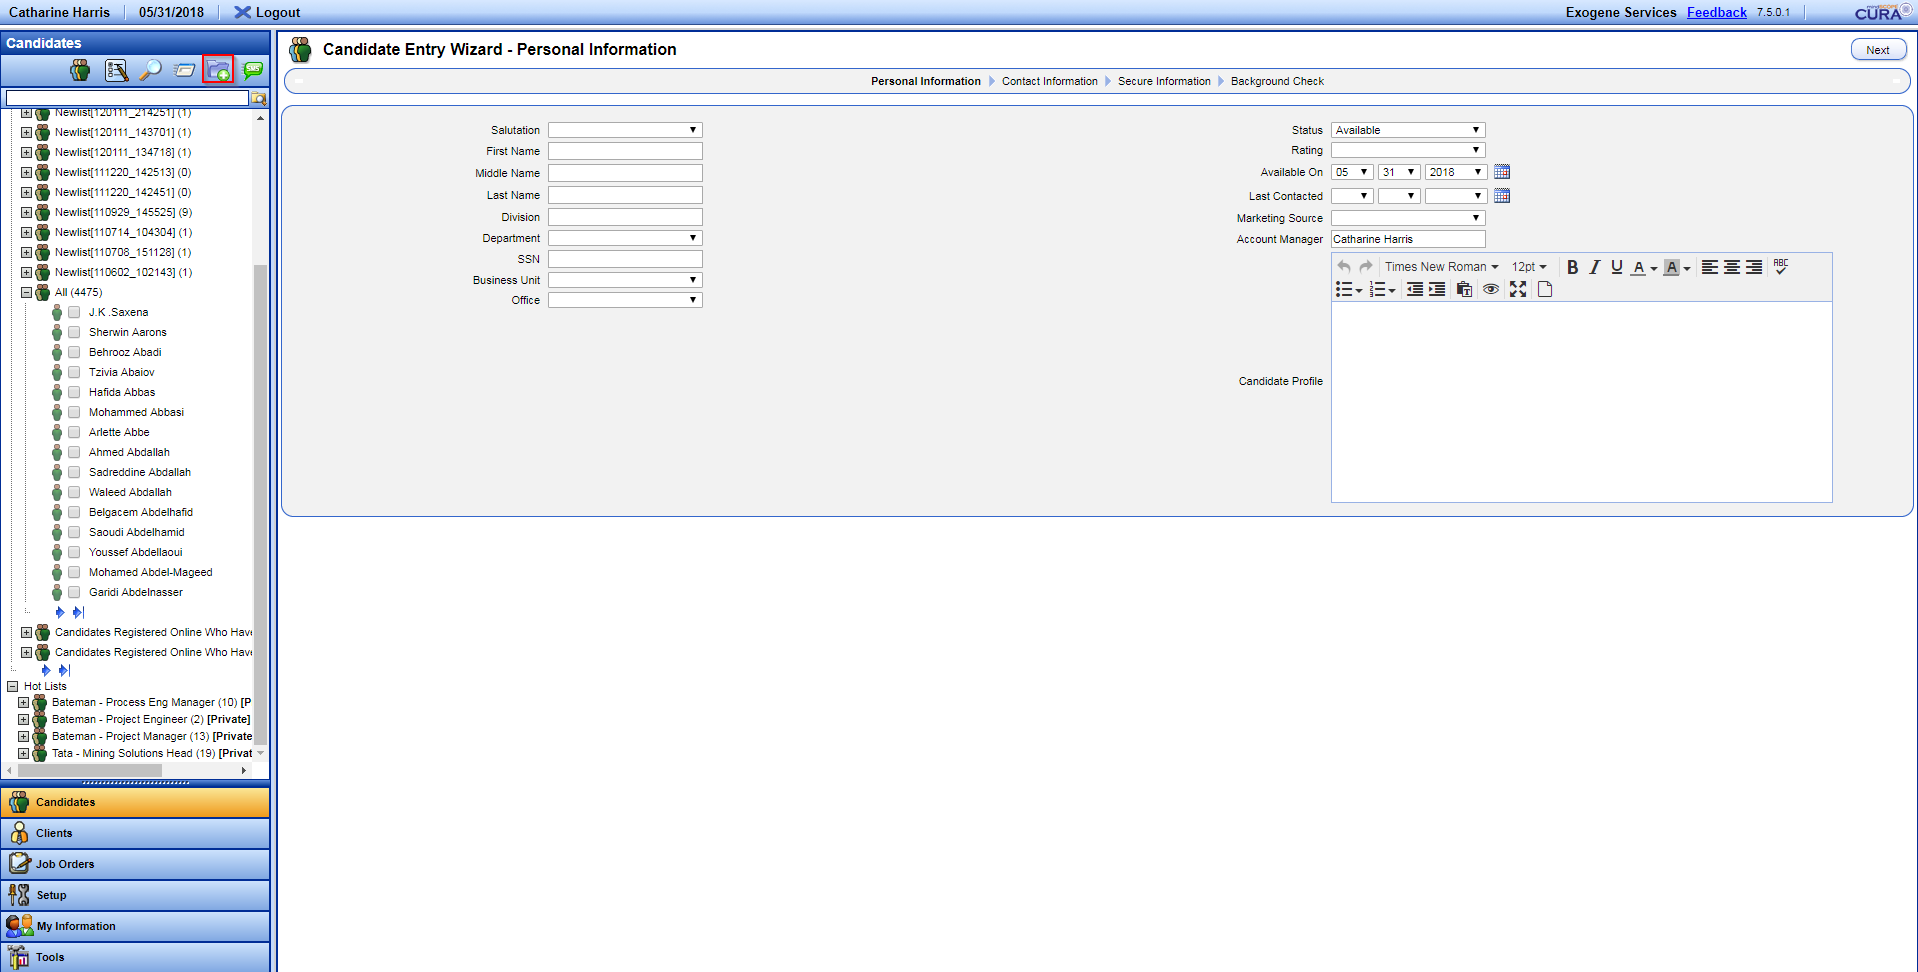 Catharine Harris 05/31/2018 Logout Exogene Services Feedback 7.5.0.1 CURA
Candidates
Candidate Entry Wizard - Personal Information Next
Personal Information Contact Information Secure Information Background Check
SMS
Newlist[120111_214251] (1)
Newlist[120111_143701] (1)
Newlist[120111_134718] (1)
Newlist[111220_142513] (0)
Newlist[111220_142451] (0)
Newlist[110929_145525] (9)
Newlist[110714_104304] (1)
Newlist[110708_151128] (1)
Newlist[110602_102143] (1)
All (4475)
J.K .Saxena
Sherwin Aarons
Behrooz Abadi
Tzivia Abaiov
Hafida Abbas
Mohammed Abbasi
Arlette Abbe
Ahmed Abdallah
Sadreddine Abdallah
Waleed Abdallah
Belgacem Abdelhafid
Saoudi Abdelhamid
Youssef Abdellaoui
Mohamed Abdel-Mageed
Garidi Abdelnasser
Candidates Registered Online Who Have
Candidates Registered Online Who Have
Hot Lists
Bateman - Process Eng Manager (10) [P
Bateman - Project Engineer (2) [Private]
Bateman - Project Manager (13) [Private
Tata - Mining Solutions Head (19) [Privat
Candidates
Clients
Job Orders
Setup
My Information
Tools
Salutation
First Name
Middle Name
Last Name
Division
Department
SSN
Business Unit
Office
Status Available
Rating
Available On 05 31 2018
Last Contacted
Marketing Source
Account Manager Catharine Harris
Times New Roman 12pt B I U A A ABC
Candidate Profile